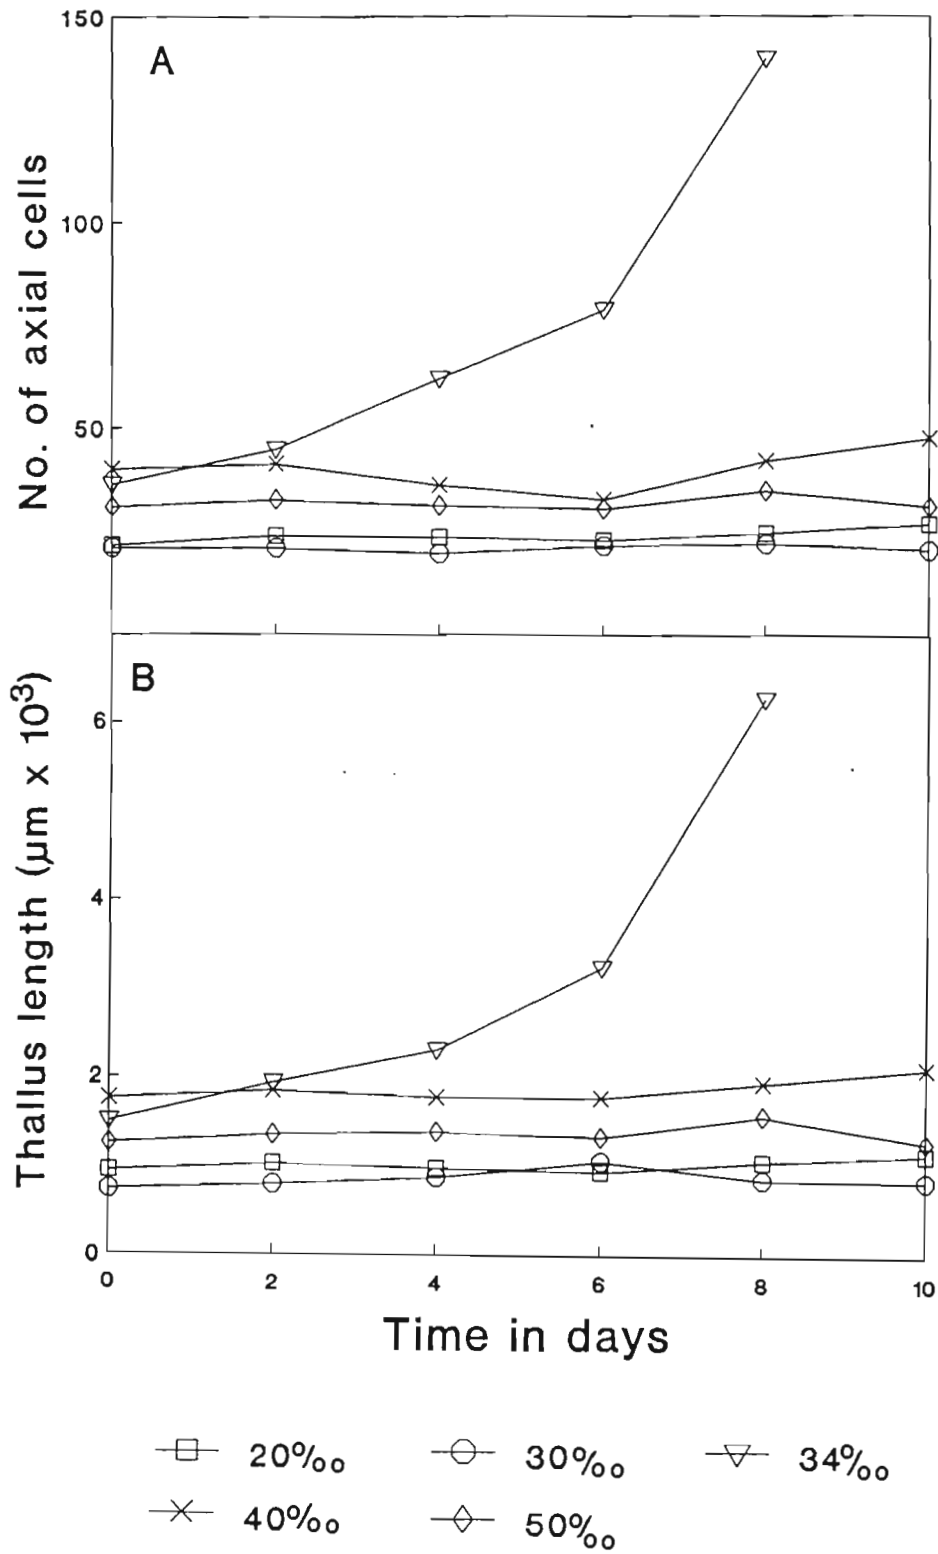 150
A
100
50
No. of axial cells
B
6
4
2
0
Thallus length (µm x 10³)
0 2 4 6 8 10
Time in days
20‰ 30‰ 34‰
40‰ 50‰